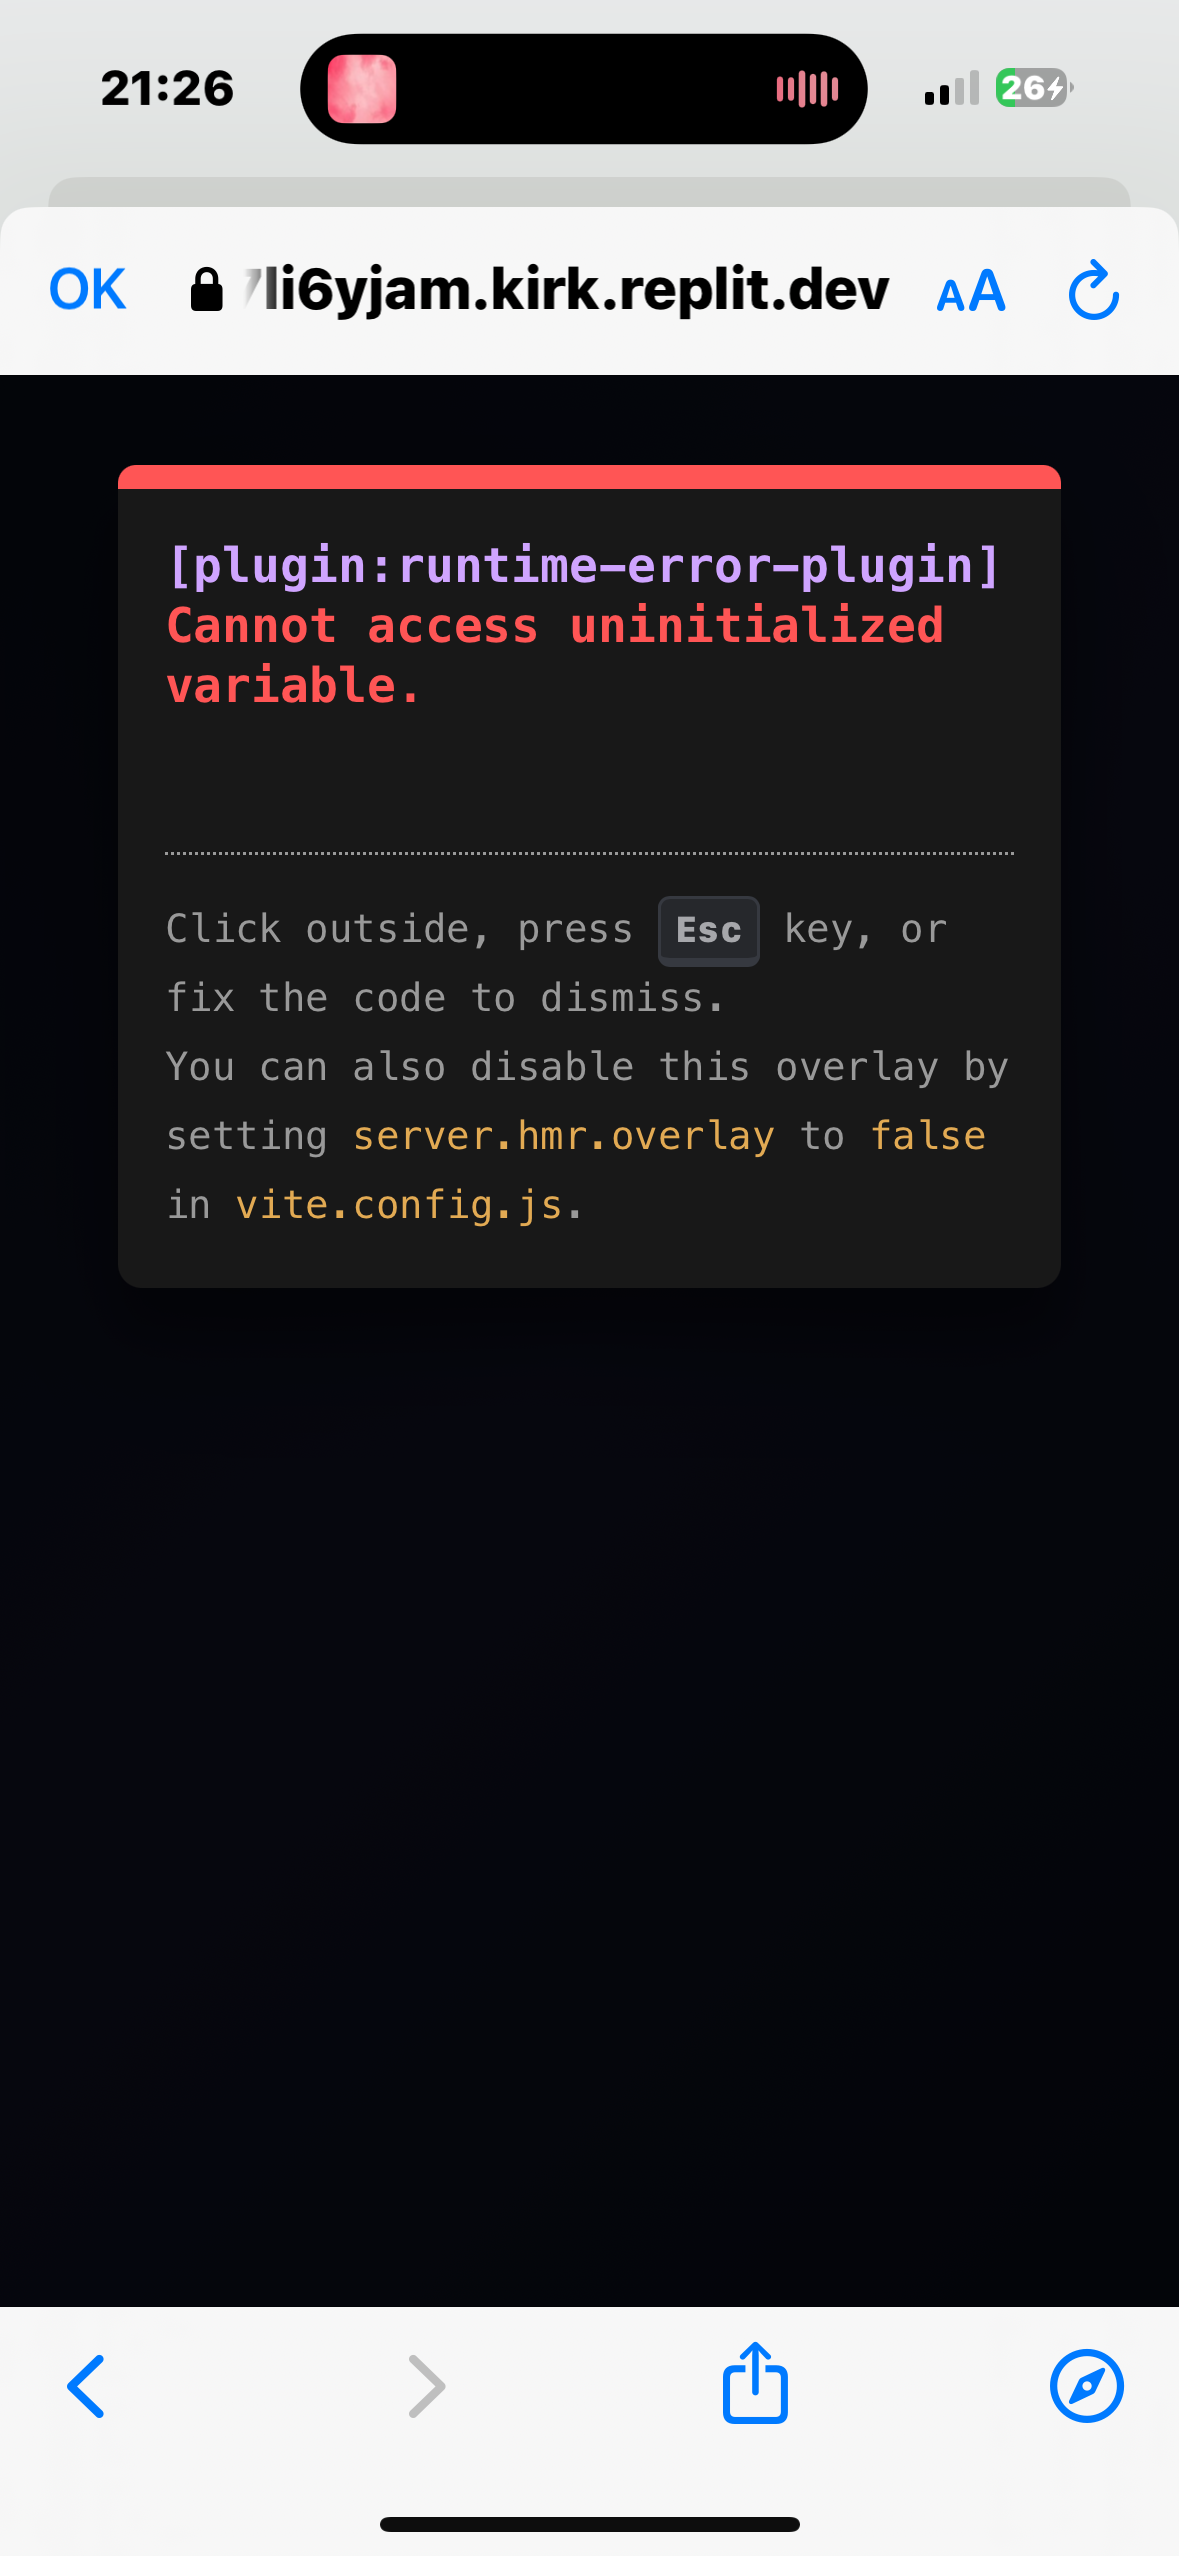 21:26
26
OK
7li6yjam.kirk.replit.dev
AA
[plugin:runtime-error-plugin]
Cannot access uninitialized
variable.
Click outside, press Esc key, or
fix the code to dismiss.
You can also disable this overlay by
setting server.hmr.overlay to false
in vite.config.js.